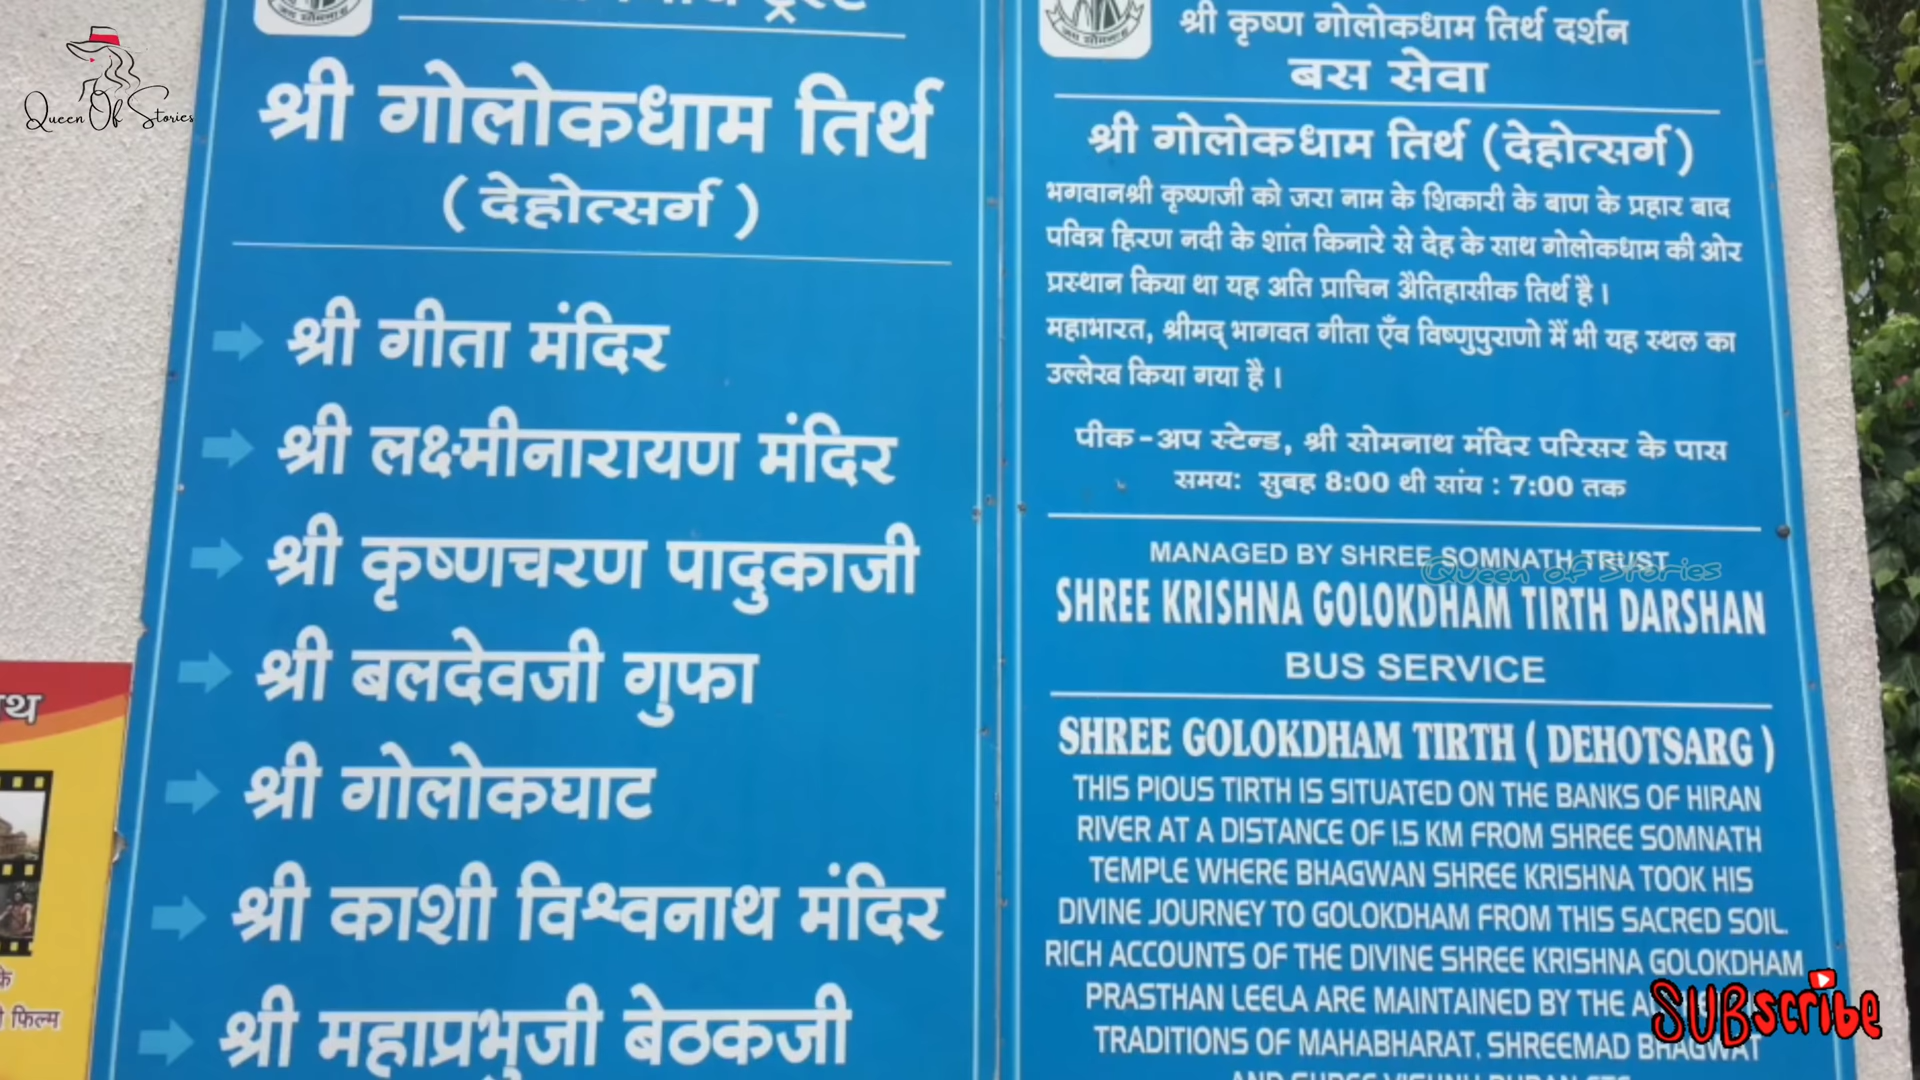 Queen Of Stories
श्री गोलोकधाम तिर्थ
( देहोत्सर्ग )
श्री गीता मंदिर
श्री लक्ष्मीनारायण मंदिर
श्री कृष्णचरण पादुकाजी
श्री बलदेवजी गुफा
श्री गोलोकघाट
श्री काशी विश्वनाथ मंदिर
श्री महाप्रभुजी बेठकजी
श्री कृष्ण गोलोकधाम तिर्थ दर्शन
बस सेवा
श्री गोलोकधाम तिर्थ (देहोत्सर्ग)
भगवानश्री कृष्णजी को जरा नाम के शिकारी के बाण के प्रहार बाद
पवित्र हिरण नदी के शांत किनारे से देह के साथ गोलोकधाम की ओर
प्रस्थान किया था यह अति प्राचिन अैतिहासीक तिर्थ है ।
महाभारत, श्रीमद् भागवत गीता एँव विष्णुपुराणो मैं भी यह स्थल का
उल्लेख किया गया है ।
पीक-अप स्टेन्ड, श्री सोमनाथ मंदिर परिसर के पास
समय: सुबह 8:00 थी सांय : 7:00 तक
MANAGED BY SHREE SOMNATH TRUST
Queen of Stories
SHREE KRISHNA GOLOKDHAM TIRTH DARSHAN
BUS SERVICE
SHREE GOLOKDHAM TIRTH ( DEHOTSARG )
THIS PIOUS TIRTH IS SITUATED ON THE BANKS OF HIRAN
RIVER AT A DISTANCE OF 1.5 KM FROM SHREE SOMNATH
TEMPLE WHERE BHAGWAN SHREE KRISHNA TOOK HIS
DIVINE JOURNEY TO GOLOKDHAM FROM THIS SACRED SOIL.
RICH ACCOUNTS OF THE DIVINE SHREE KRISHNA GOLOKDHAM
PRASTHAN LEELA ARE MAINTAINED BY THE
TRADITIONS OF MAHABHARAT, SHREEMAD BHAGWAT
SUBscribe
फिल्म